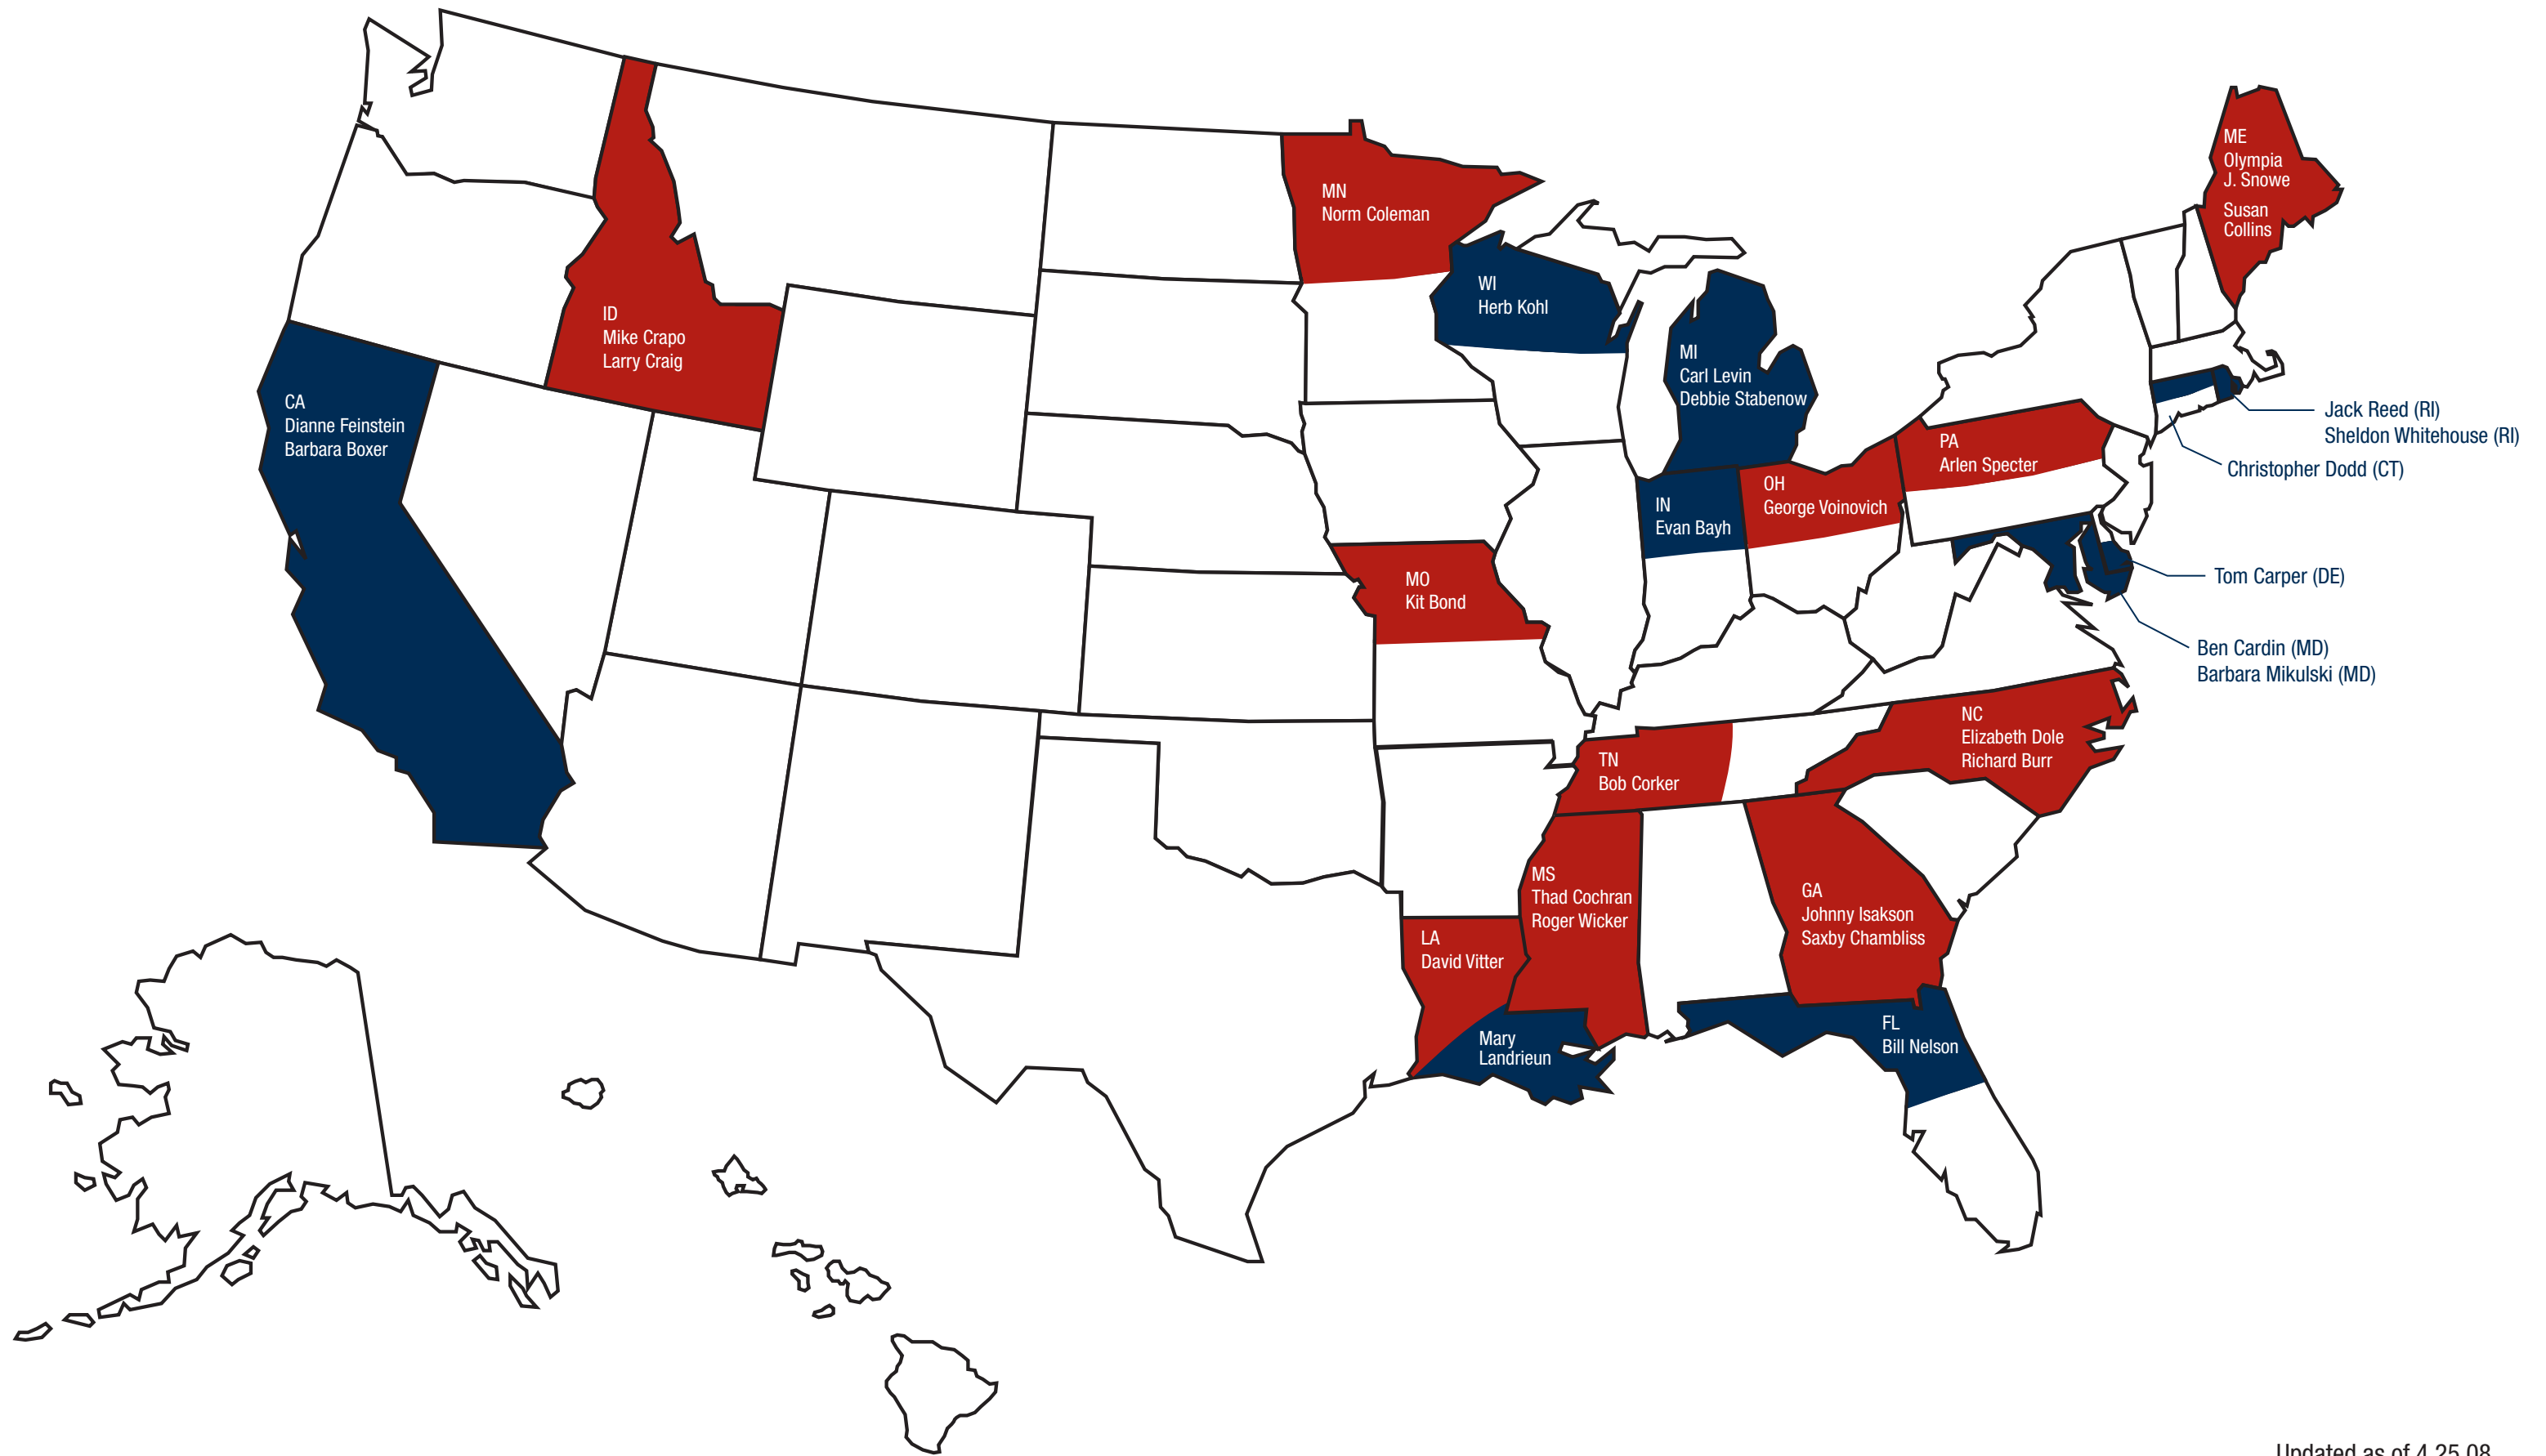 ME
Olympia
J. Snowe
Susan
Collins
MN
Norm Coleman
WI
Herb Kohl
ID
Mike Crapo
Larry Craig
MI
Carl Levin
Debbie Stabenow
CA
Dianne Feinstein
Barbara Boxer
Jack Reed (RI)
Sheldon Whitehouse (RI)
Christopher Dodd (CT)
PA
Arlen Specter
OH
George Voinovich
IN
Evan Bayh
MO
Kit Bond
Tom Carper (DE)
Ben Cardin (MD)
Barbara Mikulski (MD)
NC
Elizabeth Dole
Richard Burr
TN
Bob Corker
MS
Thad Cochran
Roger Wicker
GA
Johnny Isakson
Saxby Chambliss
LA
David Vitter
Mary
Landrieun
FL
Bill Nelson
Updated as of 4.25.08